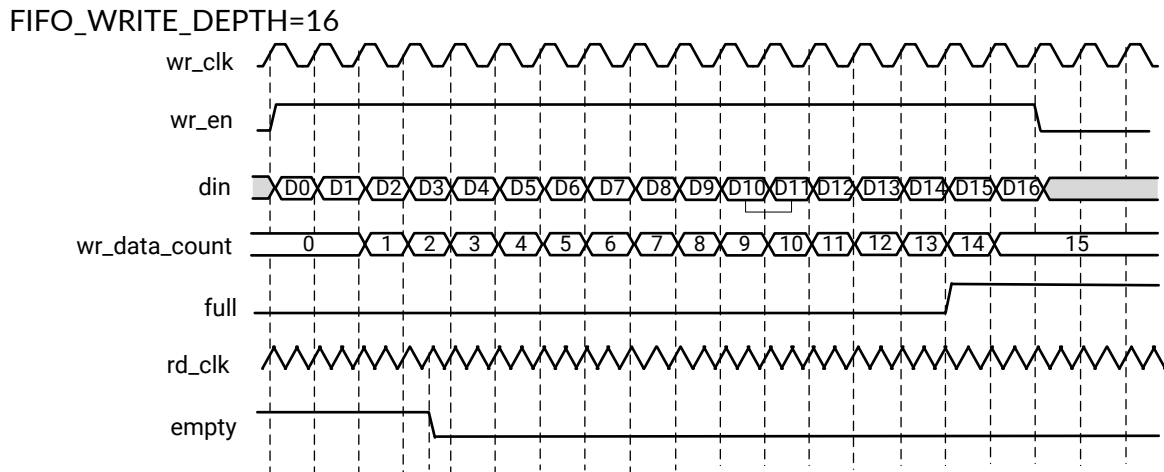 FIFO_WRITE_DEPTH=16
wr_clk
wr_en
din D0 D1 D2 D3 D4 D5 D6 D7 D8 D9 D10 D11 D12 D13 D14 D15 D16
wr_data_count 0 1 2 3 4 5 6 7 8 9 10 11 12 13 14 15
full
rd_clk
empty